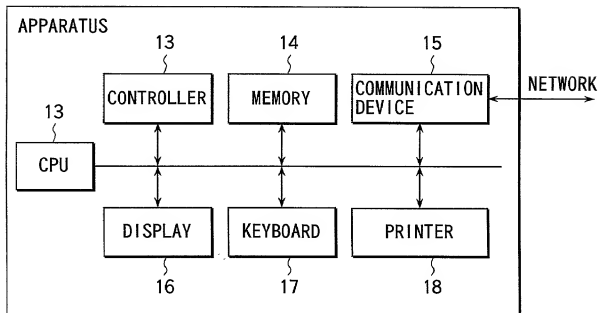 APPARATUS
13
14
15
CONTROLLER
MEMORY
COMMUNICATION
DEVICE
NETWORK
13
CPU
DISPLAY
KEYBOARD
PRINTER
16
17
18